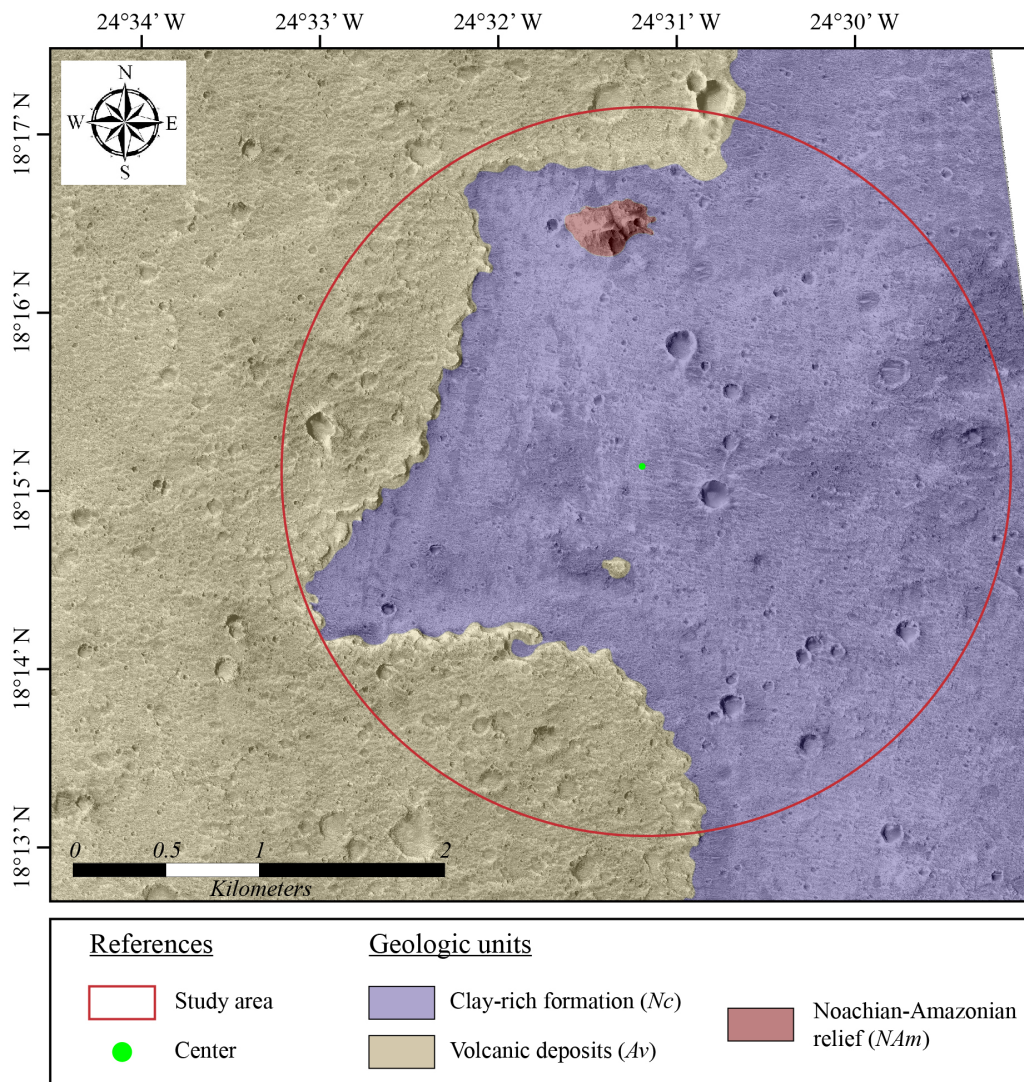 24°34’ W 24°33’ W 24°32’ W 24°31’ W 24°30’ W
N
W E
S
18°17’ N
18°16’ N
18°15’ N
18°14’ N
18°13’ N
0 0.5 1 2
Kilometers
References
Study area
Center
Geologic units
Clay-rich formation (Nc)
Volcanic deposits (Av)
Noachian-Amazonian
relief (NAm)